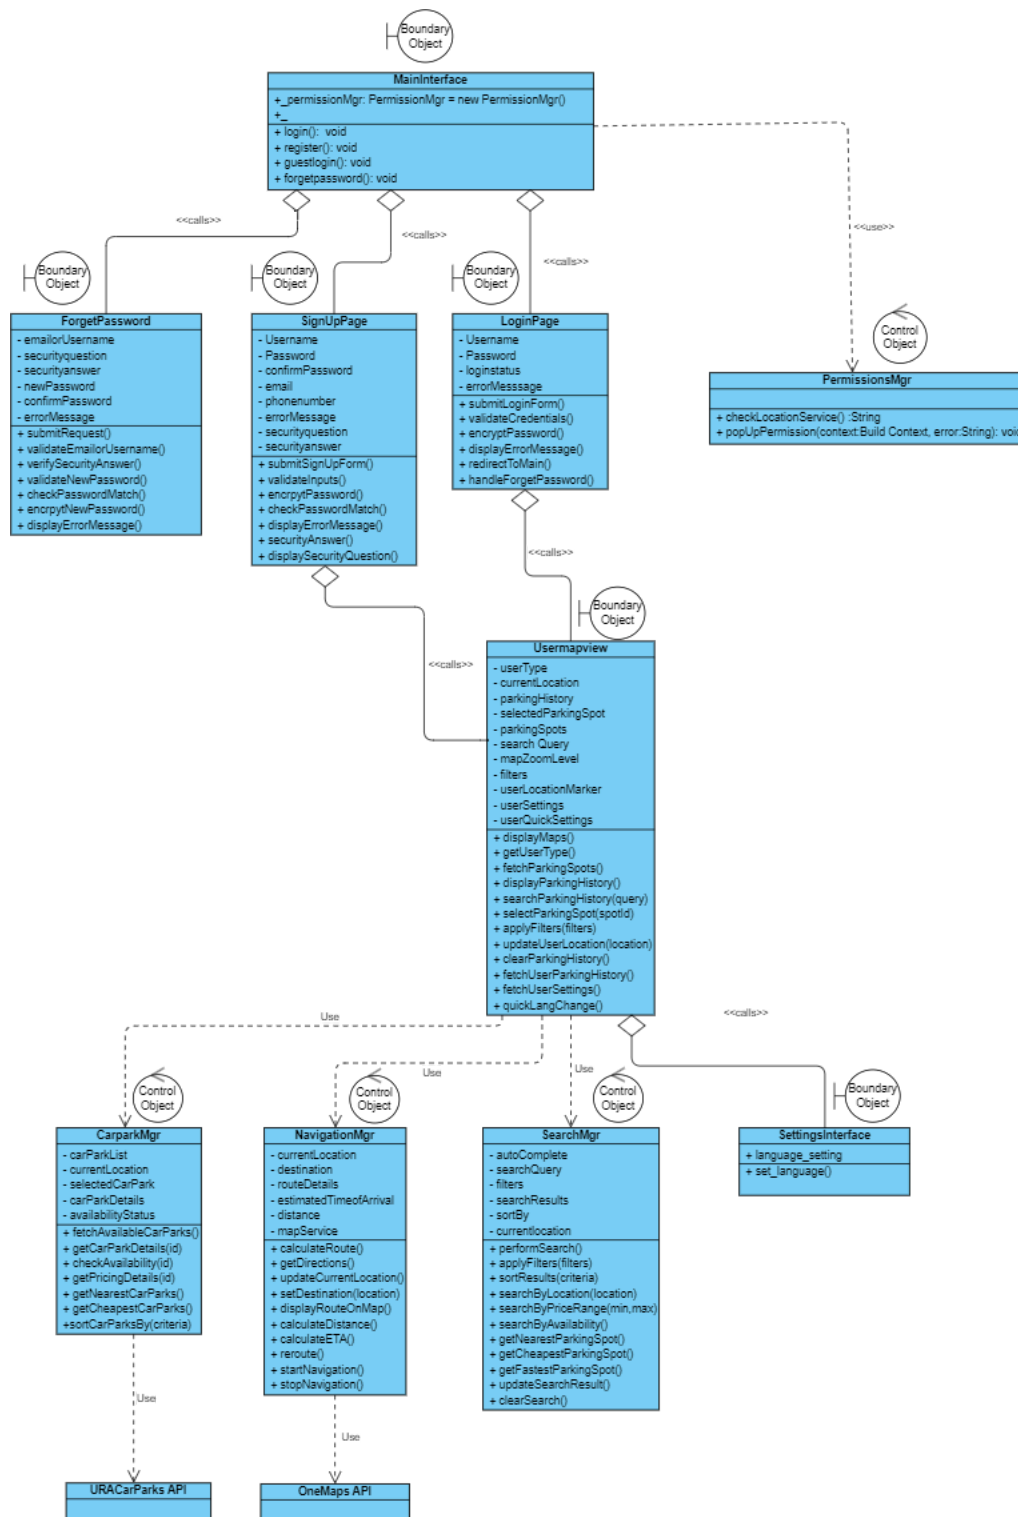 Boundary
Object
MainInterface
+_permissionMgr: PermissionMgr = new PermissionMgr()
+_
+ login(): void
+ register(): void
+ guestlogin(): void
+ forgetpassword(): void
<<calls>>
<<calls>>
<<calls>>
<<use>>
Boundary
Object
ForgetPassword
- emailorUsername
- securityquestion
- securityanswer
- newPassword
- confirmPassword
- errorMessage
+ submitRequest()
+ validateEmailorUsername()
+ verifySecurityAnswer()
+ validateNewPassword()
+ checkPasswordMatch()
+ encrpytNewPassword()
+ displayErrorMessage()
Boundary
Object
SignUpPage
- Username
- Password
- confirmPassword
- email
- phonenumber
- errorMessage
- securityquestion
- securityanswer
+ submitSignUpForm()
+ validateInputs()
+ encrpytPassword()
+ checkPasswordMatch()
+ displayErrorMessage()
+ securityAnswer()
+ displaySecurityQuestion()
Boundary
Object
LoginPage
- Username
- Password
- loginstatus
- errorMesssage
+ submitLoginForm()
+ validateCredentials()
+ encryptPassword()
+ displayErrorMessage()
+ redirectToMain()
+ handleForgetPassword()
Control
Object
PermissionsMgr
+ checkLocationService() :String
+ popUpPermission(context:Build Context, error:String): void
<<calls>>
<<calls>>
Boundary
Object
Usermapview
- userType
- currentLocation
- parkingHistory
- selectedParkingSpot
- parkingSpots
- search Query
- mapZoomLevel
- filters
- userLocationMarker
- userSettings
- userQuickSettings
+ displayMaps()
+ getUserType()
+ fetchParkingSpots()
+ displayParkingHistory()
+ searchParkingHistory(query)
+ selectParkingSpot(spotId)
+ applyFilters(filters)
+ updateUserLocation(location)
+ clearParkingHistory()
+ fetchUserParkingHistory()
+ fetchUserSettings()
+ quickLangChange()
Use
Use
Use
<<calls>>
Control
Object
CarparkMgr
- carParkList
- currentLocation
- selectedCarPark
- carParkDetails
- availabilityStatus
+ fetchAvailableCarParks()
+ getCarParkDetails(id)
+ checkAvailability(id)
+ getPricingDetails(id)
+ getNearestCarParks()
+ getCheapestCarParks()
+sortCarParksBy(criteria)
Control
Object
NavigationMgr
- currentLocation
- destination
- routeDetails
- estimatedTimeofArrival
- distance
- mapService
+ calculateRoute()
+ getDirections()
+ updateCurrentLocation()
+ setDestination(location)
+ displayRouteOnMap()
+ calculateDistance()
+ calculateETA()
+ reroute()
+ startNavigation()
+ stopNavigation()
Control
Object
SearchMgr
- autoComplete
- searchQuery
- filters
- searchResults
- sortBy
- currentlocation
+ performSearch()
+ applyFilters(filters)
+ sortResults(criteria)
+ searchByLocation(location)
+ searchByPriceRange(min,max)
+ searchByAvailability()
+ getNearestParkingSpot()
+ getCheapestParkingSpot()
+ getFastestParkingSpot()
+ updateSearchResult()
+ clearSearch()
Boundary
Object
SettingsInterface
+ language_setting
+ set_language()
Use
Use
URACarParks API
OneMaps API